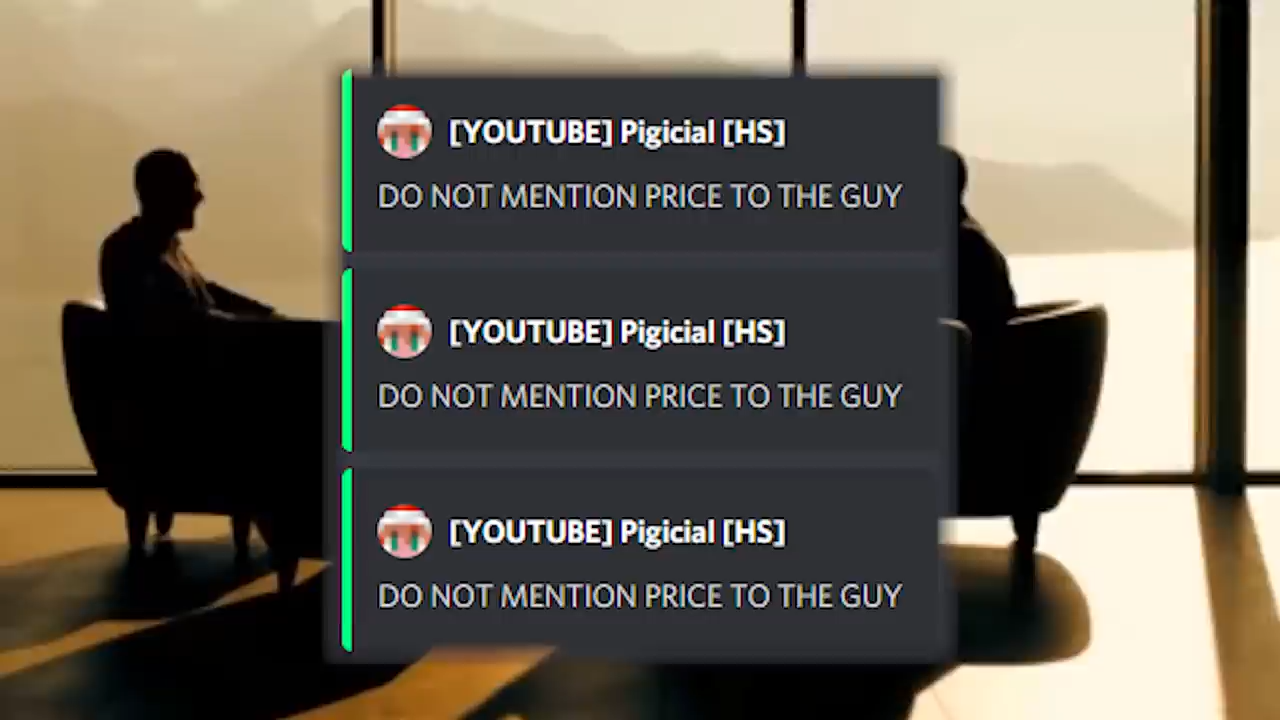 [YOUTUBE] Pigicial [HS]
DO NOT MENTION PRICE TO THE GUY
[YOUTUBE] Pigicial [HS]
DO NOT MENTION PRICE TO THE GUY
[YOUTUBE] Pigicial [HS]
DO NOT MENTION PRICE TO THE GUY